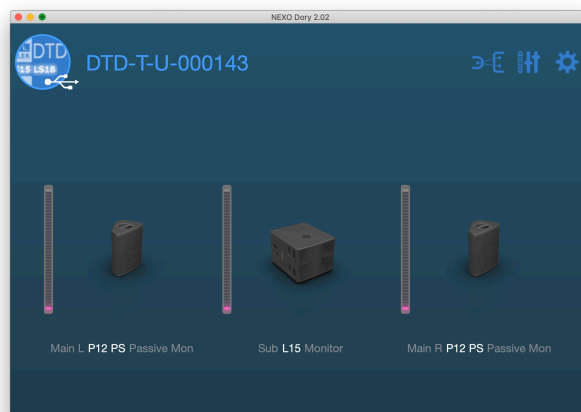 NEXO Dory 2.02
DTD
LS18
DTD-T-U-000143
Main L P12 PS Passive Mon
Sub L15 Monitor
Main R P12 PS Passive Mon